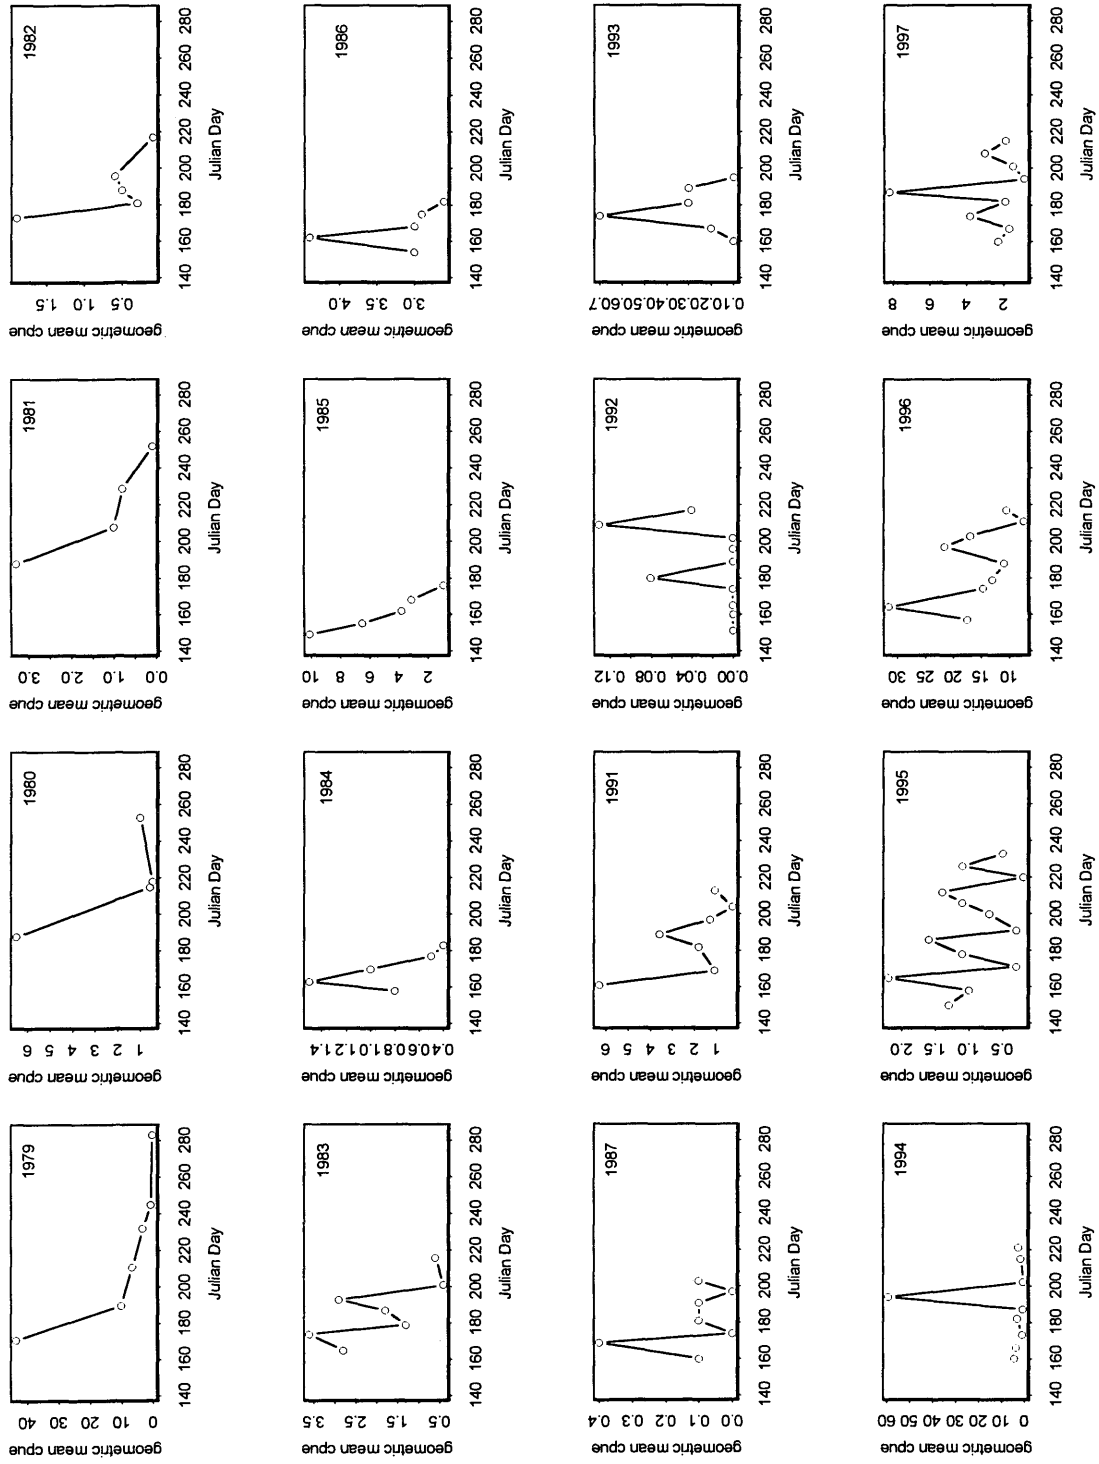 1979
geometric mean cpue
0 10 20 30 40
140 160 180 200 220 240 260 280
Julian Day
1980
geometric mean cpue
1 2 3 4 5 6
140 160 180 200 220 240 260 280
Julian Day
1981
geometric mean cpue
0.0 1.0 2.0 3.0
140 160 180 200 220 240 260 280
Julian Day
1982
geometric mean cpue
0.5 1.0 1.5
140 160 180 200 220 240 260 280
Julian Day
1983
geometric mean cpue
0.5 1.5 2.5 3.5
140 160 180 200 220 240 260 280
Julian Day
1984
geometric mean cpue
0.4 0.6 0.8 1.0 1.2 1.4
140 160 180 200 220 240 260 280
Julian Day
1985
geometric mean cpue
2 4 6 8 10
140 160 180 200 220 240 260 280
Julian Day
1986
geometric mean cpue
3.0 3.5 4.0
140 160 180 200 220 240 260 280
Julian Day
1987
geometric mean cpue
0.0 0.1 0.2 0.3 0.4
140 160 180 200 220 240 260 280
Julian Day
1991
geometric mean cpue
1 2 3 4 5 6
140 160 180 200 220 240 260 280
Julian Day
1992
geometric mean cpue
0.00 0.04 0.08 0.12
140 160 180 200 220 240 260 280
Julian Day
1993
geometric mean cpue
0.1 0.2 0.3 0.4 0.5 0.6 0.7
140 160 180 200 220 240 260 280
Julian Day
1994
geometric mean cpue
0 10 20 30 40 50 60
140 160 180 200 220 240 260 280
Julian Day
1995
geometric mean cpue
0.5 1.0 1.5 2.0
140 160 180 200 220 240 260 280
Julian Day
1996
geometric mean cpue
10 15 20 25 30
140 160 180 200 220 240 260 280
Julian Day
1997
geometric mean cpue
2 4 6 8
140 160 180 200 220 240 260 280
Julian Day